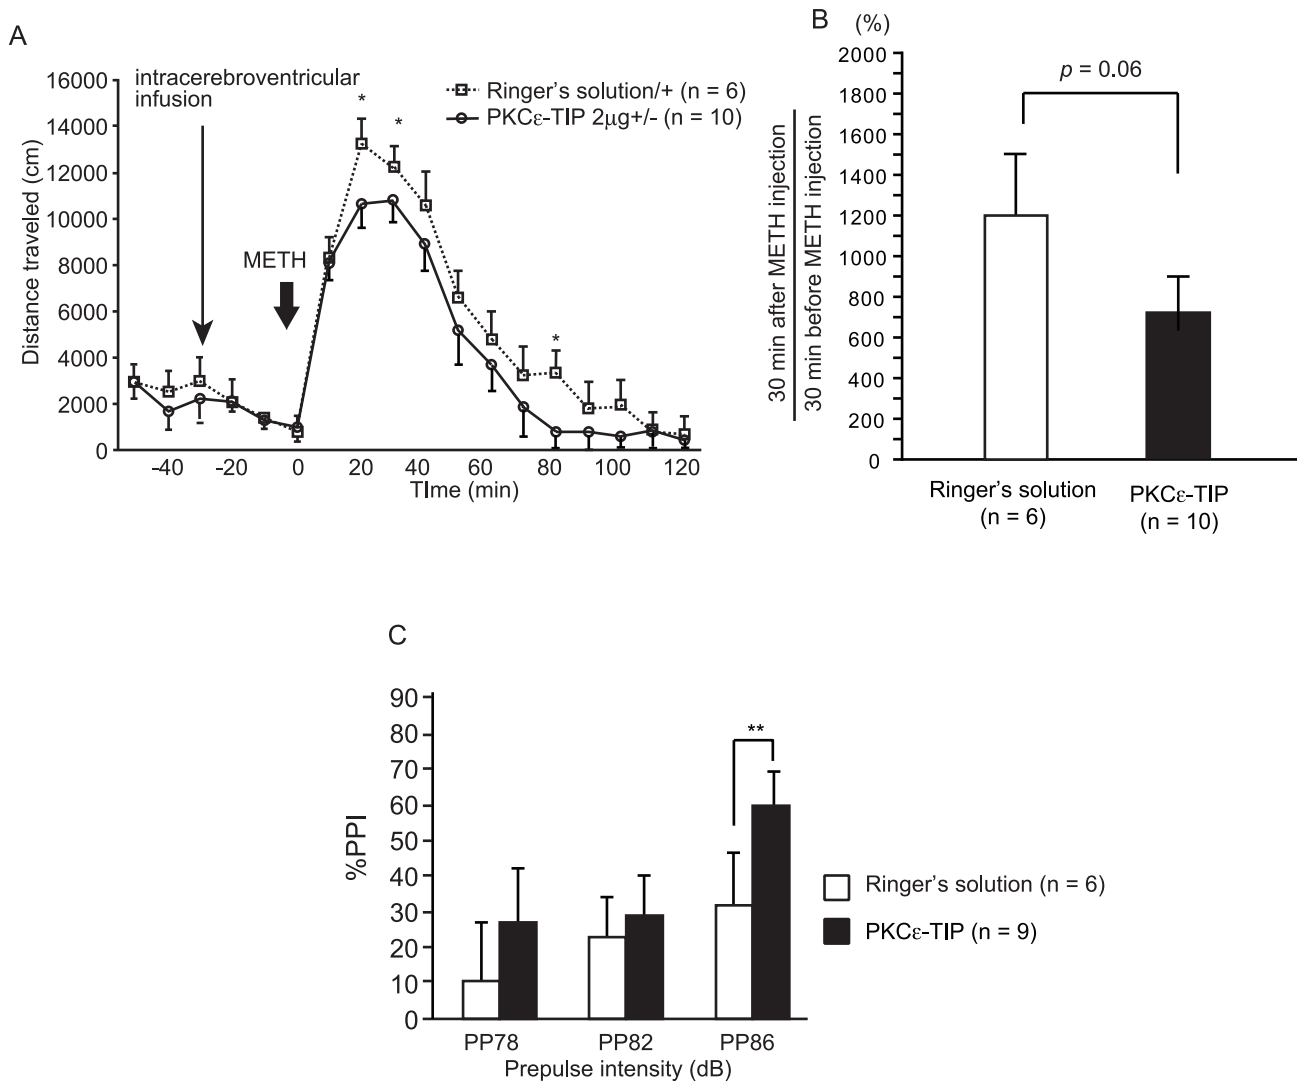 A
intracerebroventricular
infusion
Ringer's solution/+ (n = 6)
PKCε-TIP 2μg+/- (n = 10)
*
*
*
METH
Distance traveled (cm)
16000
14000
12000
10000
8000
6000
4000
2000
0
-40 -20 0 20 40 60 80 100 120
TIme (min)
B
(%)
p = 0.06
30 min after METH injection
30 min before METH injection
2000
1800
1600
1400
1200
1000
800
600
400
200
0
Ringer's solution
(n = 6)
PKCε-TIP
(n = 10)
C
%PPI
90
80
70
60
50
40
30
20
10
0
**
PP78 PP82 PP86
Prepulse intensity (dB)
Ringer's solution (n = 6)
PKCε-TIP (n = 9)